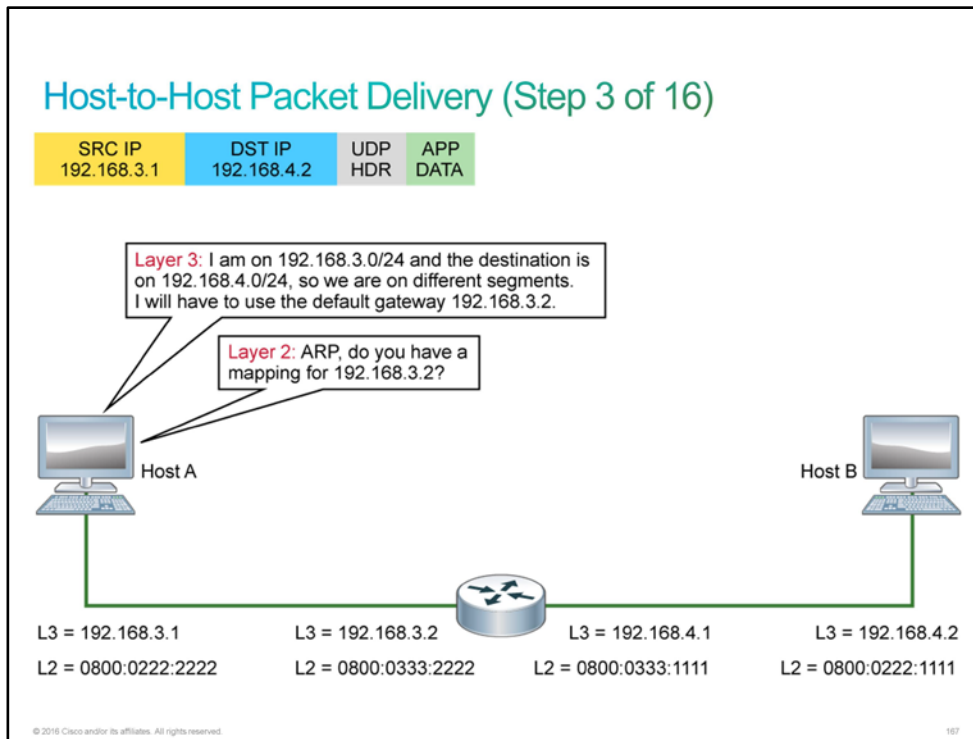 Host-to-Host Packet Delivery (Step 3 of 16)
SRC IP
192.168.3.1
DST IP
192.168.4.2
UDP
HDR
APP
DATA
Layer 3: I am on 192.168.3.0/24 and the destination is
on 192.168.4.0/24, so we are on different segments.
I will have to use the default gateway 192.168.3.2.
Layer 2: ARP, do you have a
mapping for 192.168.3.2?
Host A
Host B
L3 = 192.168.3.1
L3 = 192.168.3.2
L3 = 192.168.4.1
L3 = 192.168.4.2
L2 = 0800:0222:2222
L2 = 0800:0333:2222
L2 = 0800:0333:1111
L2 = 0800:0222:1111
© 2016 Cisco and/or its affiliates. All rights reserved.
167